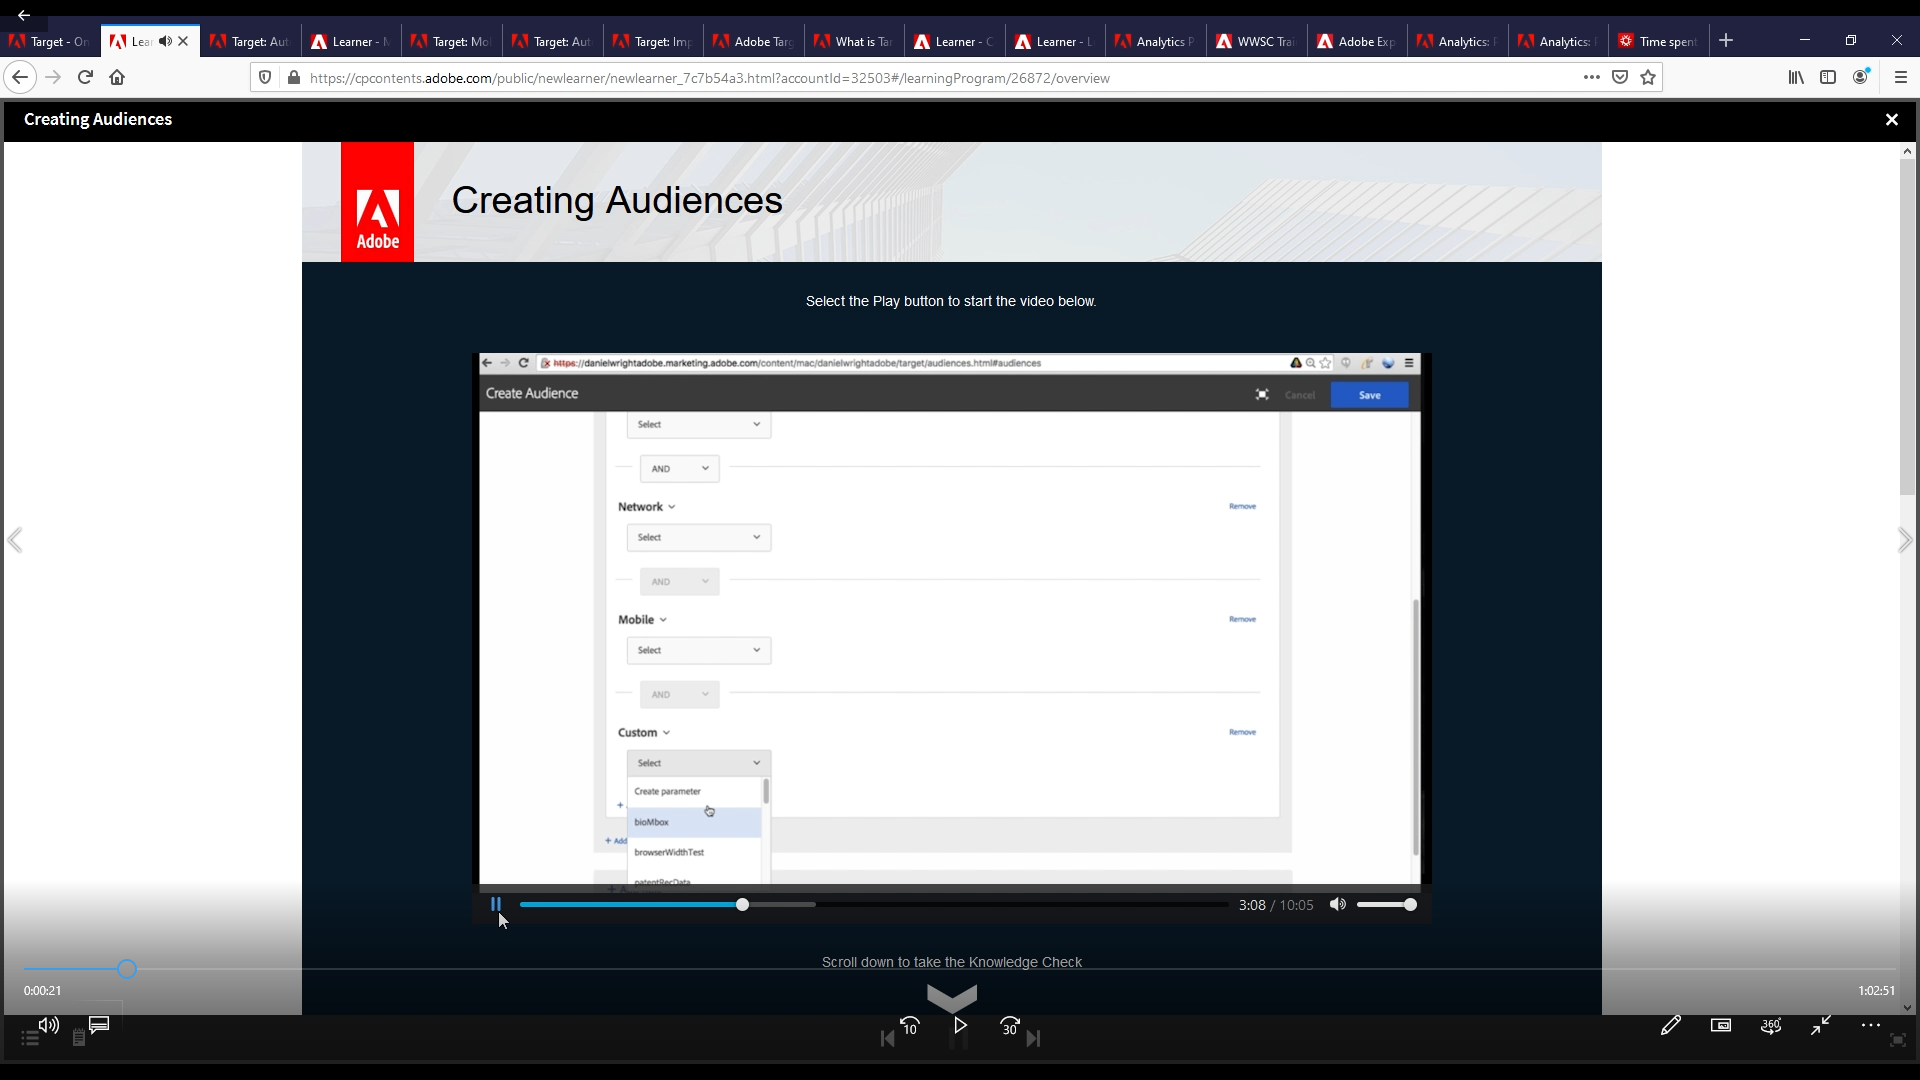 Target - On
Lear
Target: Aut
Learner - M
Target: Mo
Target: Aut
Target: Imp
Adobe Targ
What is Tar
Learner - C
Learner - L
Analytics P
WWSC Trai
Adobe Exp
Analytics: F
Analytics:
Time spent
https://cpcontents.adobe.com/public/newlearner/newlearner_7c7b54a3.html?accountId=32503#/learningProgram/26872/overview
Creating Audiences
Adobe
Creating Audiences
Select the Play button to start the video below.
https://danielwrightadobe.marketing.adobe.com/content/mac/danielwrightadobe/target/audiences.html#audiences
Create Audience
Cancel
Save
Select
AND
Network
Remove
Select
AND
Mobile
Remove
Select
AND
Custom
Remove
Select
Create parameter
bioMbox
+ Add
browserWidthTest
patentRecData
3:08 / 10:05
Scroll down to take the Knowledge Check
0:00:21
1:02:51
10
30
360°